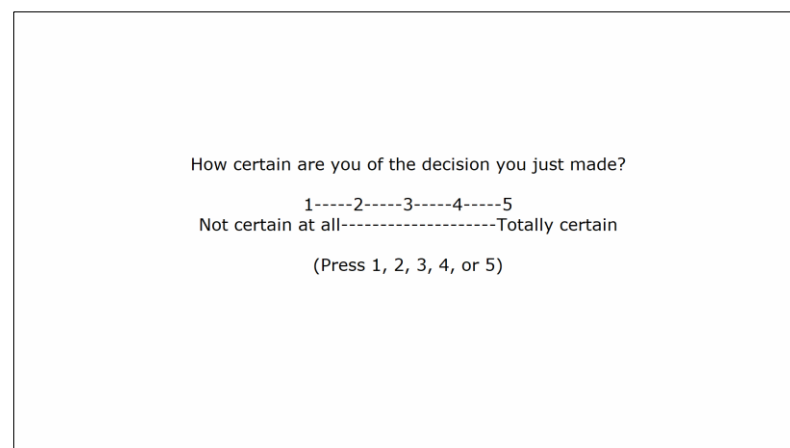 How certain are you of the decision you just made?
1-----2-----3-----4-----5
Not certain at all--------------------Totally certain
(Press 1, 2, 3, 4, or 5)